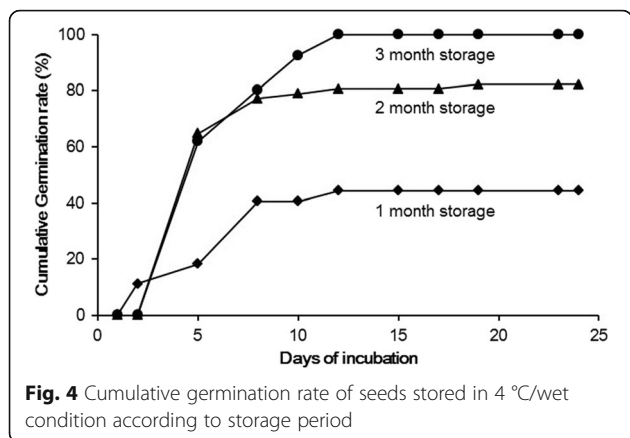 100
80
60
40
20
0
Cumulative Germination rate (%)
3 month storage
2 month storage
1 month storage
0 5 10 15 20 25
Days of incubation
Fig. 4 Cumulative germination rate of seeds stored in 4 °C/wet
condition according to storage period